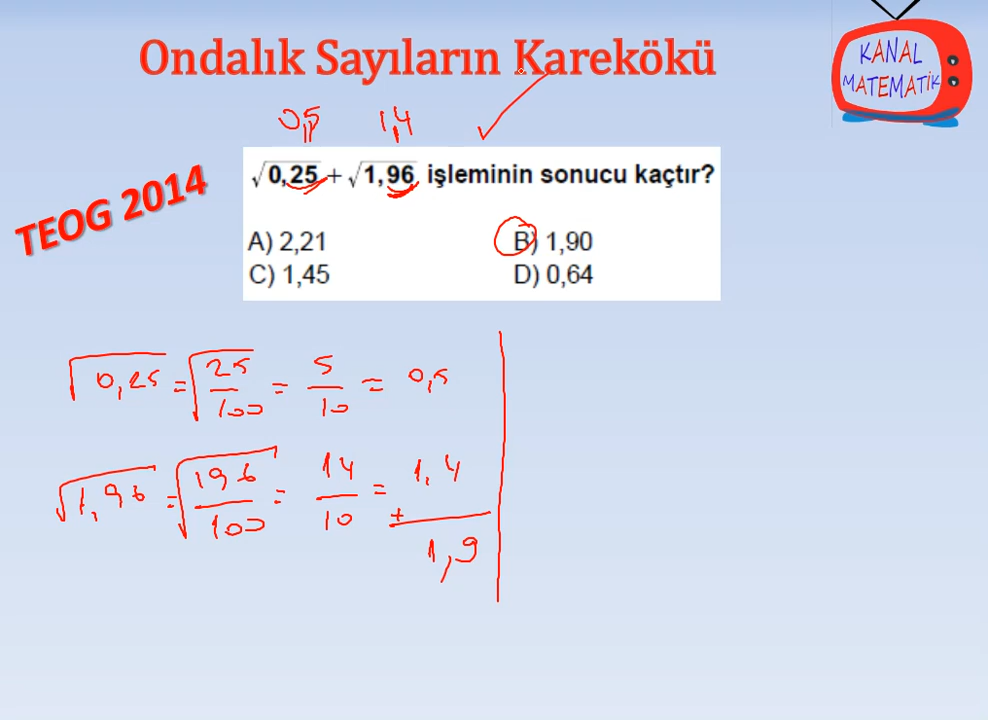 Ondalık Sayıların Karekökü
KANAL
MATEMATİK
0,5 1,4
TEOG 2014
√0,25 + √1,96 işleminin sonucu kaçtır?
A) 2,21 B) 1,90
C) 1,45 D) 0,64
√0,25 = √25/100 = 5/10 = 0,5
√1,96 = √196/100 = 14/10 = 1,4
+
1,9